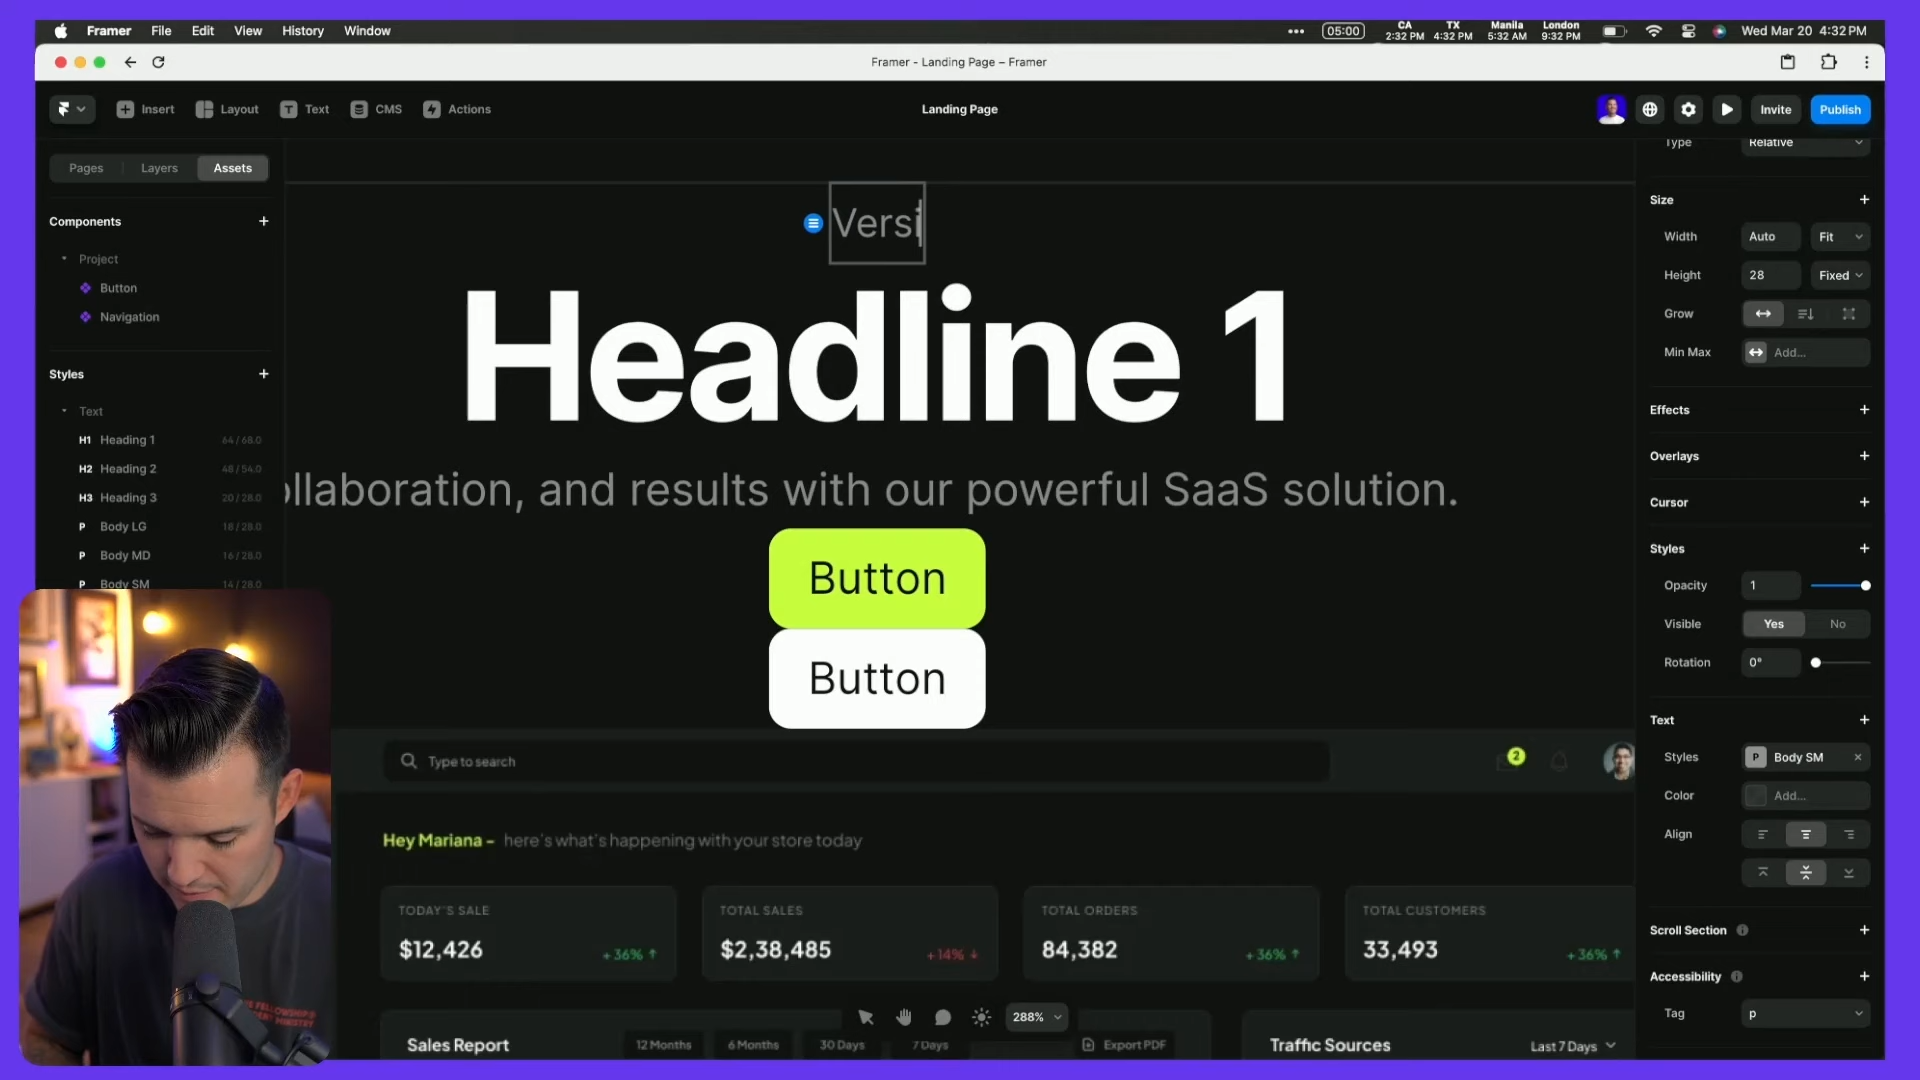 Framer File Edit View History Window
05:00
CA
2:32 PM
TX
4:32 PM
Manila
5:32 AM
London
9:32 PM
Wed Mar 20 4:32 PM
Framer - Landing Page – Framer
Insert
Layout
Text
CMS
Actions
Landing Page
Invite
Publish
Pages
Layers
Assets
Components
Project
Button
Navigation
Styles
Text
H1 Heading 1 64/68.0
H2 Heading 2 48/54.0
H3 Heading 3 20/28.0
P Body LG 18/28.0
P Body MD 16/28.0
P Body SM 14/28.0
Versi
Headline 1
ollaboration, and results with our powerful SaaS solution.
Button
Button
Type to search
2
Hey Mariana – here's what's happening with your store today
TODAY'S SALE
$12,426
+36% ↑
TOTAL SALES
$2,38,485
+14% ↓
TOTAL ORDERS
84,382
+36% ↑
TOTAL CUSTOMERS
33,493
+36% ↑
288%
Sales Report
12 Months
6 Months
30 Days
7 Days
Export PDF
Traffic Sources
Last 7 Days
Type Relative
Size
Width Auto Fit
Height 28 Fixed
Grow
Min Max Add...
Effects
Overlays
Cursor
Styles
Opacity 1
Visible Yes No
Rotation 0°
Text
Styles P Body SM
Color Add...
Align
Scroll Section
Accessibility
Tag p